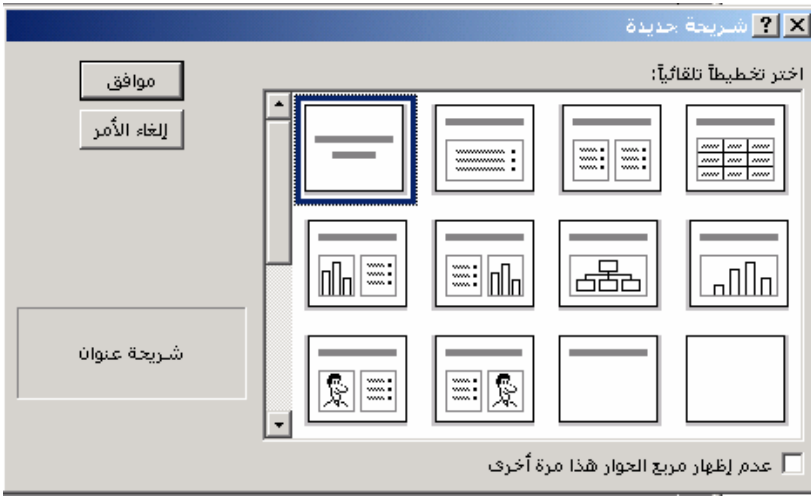 شريحة جديدة
اختر تخطيطاً تلقائياً:
موافق
إلغاء الأمر
شريحة عنوان
عدم إظهار مربع الحوار هذا مرة أخرى